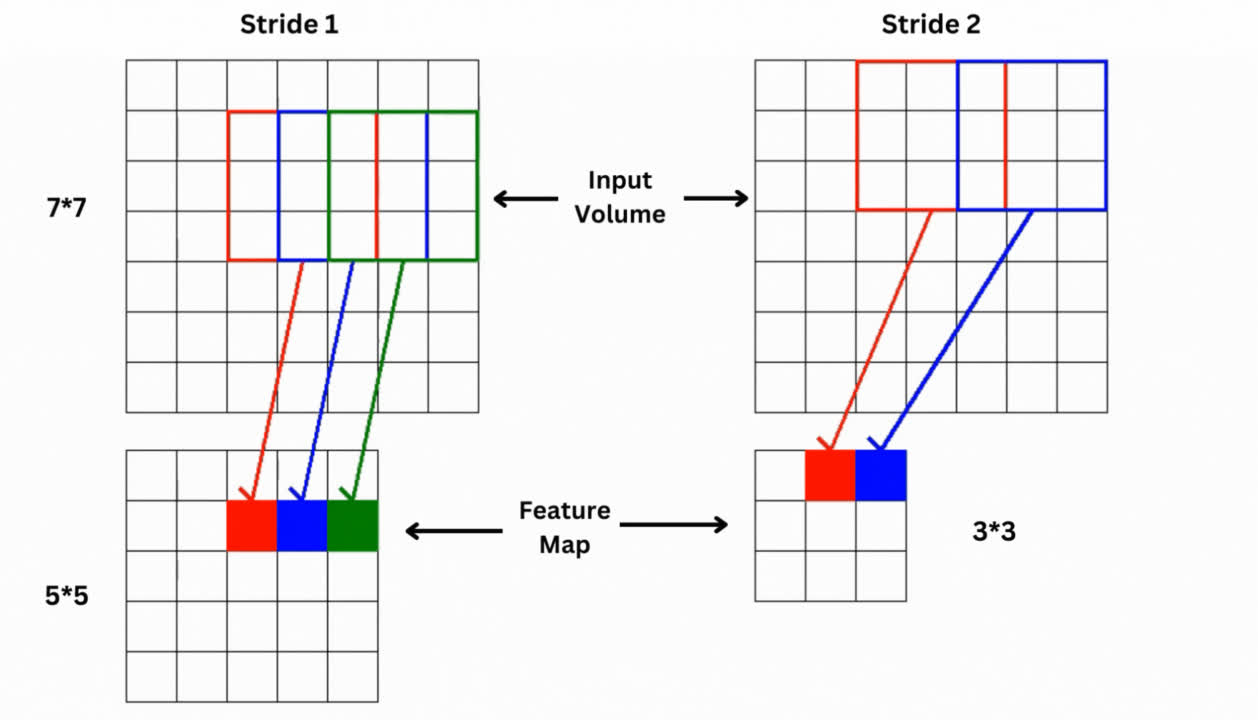 Stride 1
Stride 2
7*7
Input
Volume
Feature
Map
5*5
3*3